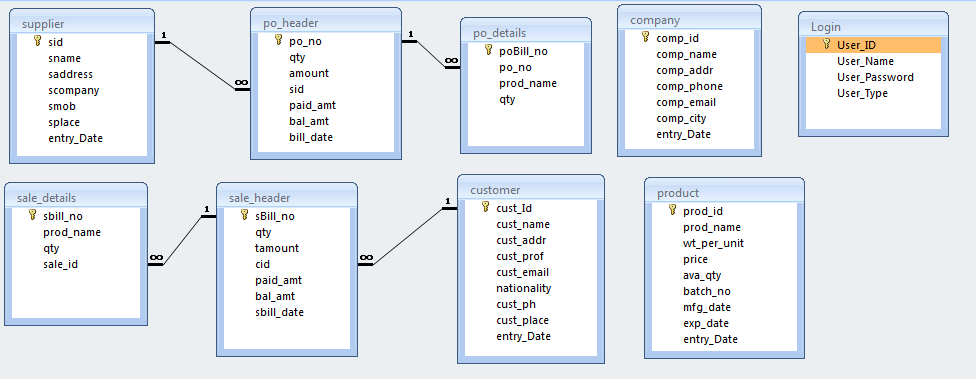 supplier
sid
sname
saddress
scompany
smob
splace
entry_Date
1
∞
po_header
po_no
qty
amount
sid
paid_amt
bal_amt
bill_date
1
∞
po_details
poBill_no
po_no
prod_name
qty
company
comp_id
comp_name
comp_addr
comp_phone
comp_email
comp_city
entry_Date
Login
User_ID
User_Name
User_Password
User_Type
sale_details
sbill_no
prod_name
qty
sale_id
∞
1
sale_header
sBill_no
qty
tamount
cid
paid_amt
bal_amt
sbill_date
∞
1
customer
cust_Id
cust_name
cust_addr
cust_prof
cust_email
nationality
cust_ph
cust_place
entry_Date
product
prod_id
prod_name
wt_per_unit
price
ava_qty
batch_no
mfg_date
exp_date
entry_Date